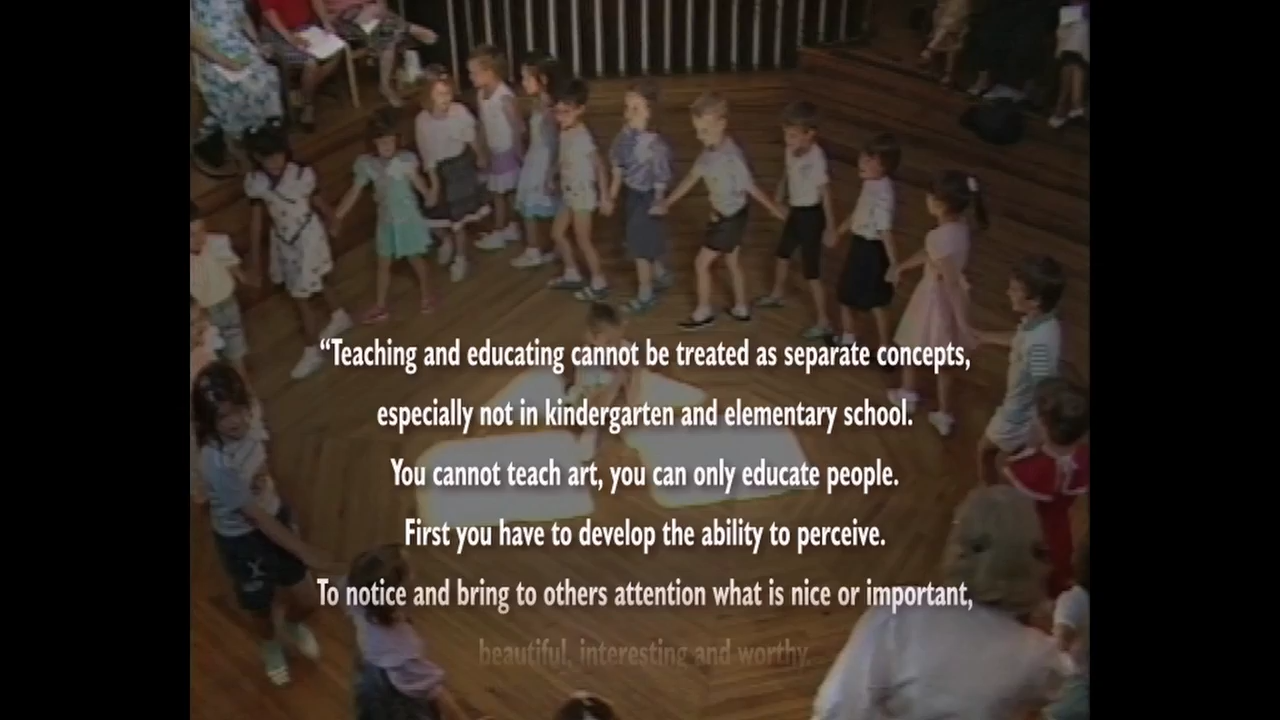 “Teaching and educating cannot be treated as separate concepts,
especially not in kindergarten and elementary school.
You cannot teach art, you can only educate people.
First you have to develop the ability to perceive.
To notice and bring to others attention what is nice or important,
beautiful, interesting and worthy.